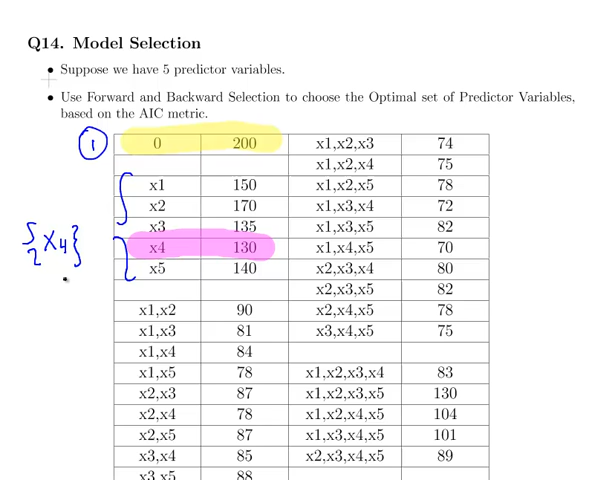 Q14. Model Selection
• Suppose we have 5 predictor variables.
• Use Forward and Backward Selection to choose the Optimal set of Predictor Variables,
based on the AIC metric.
1
0 200 x1,x2,x3 74
x1,x2,x4 75
x1 150 x1,x2,x5 78
x2 170 x1,x3,x4 72
x3 135 x1,x3,x5 82
{X4} x4 130 x1,x4,x5 70
x5 140 x2,x3,x4 80
x2,x3,x5 82
x1,x2 90 x2,x4,x5 78
x1,x3 81 x3,x4,x5 75
x1,x4 84
x1,x5 78 x1,x2,x3,x4 83
x2,x3 87 x1,x2,x3,x5 130
x2,x4 78 x1,x2,x4,x5 104
x2,x5 87 x1,x3,x4,x5 101
x3,x4 85 x2,x3,x4,x5 89
x3,x5 88